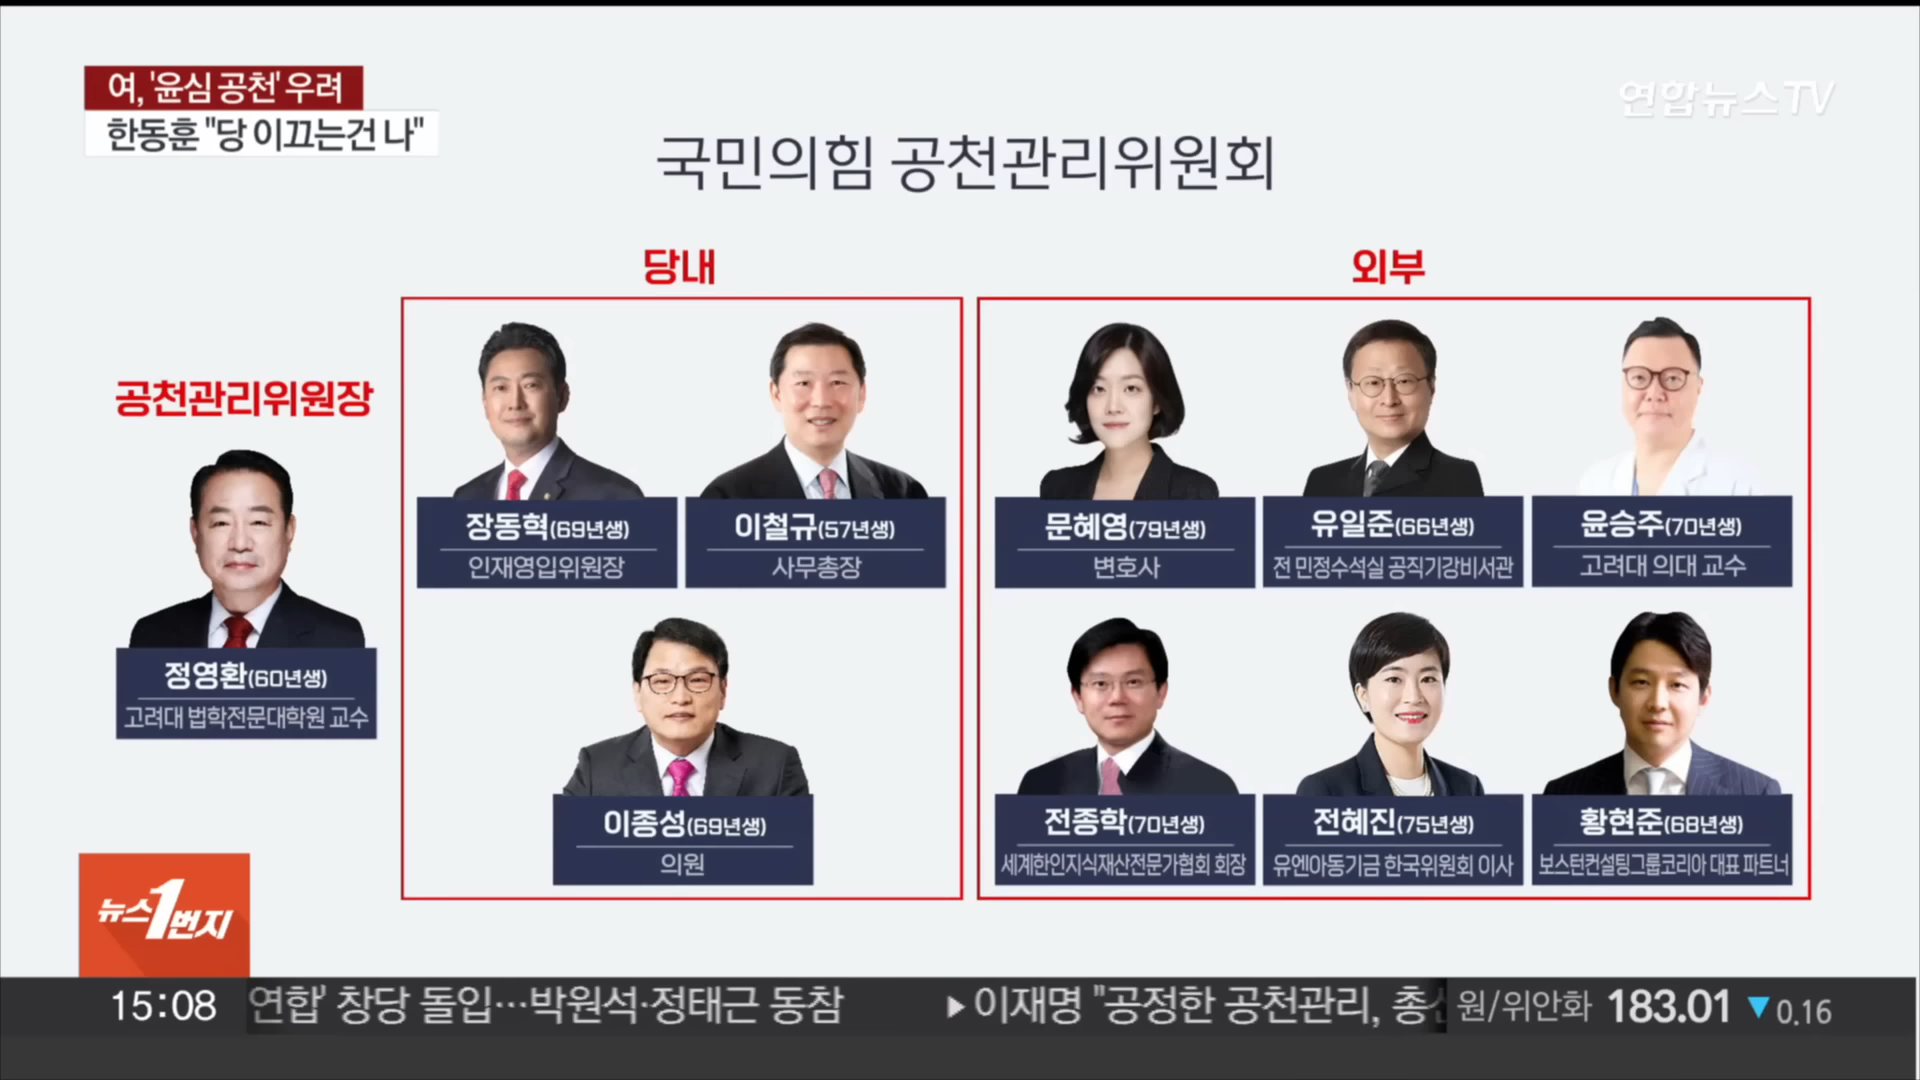 여, '윤심 공천' 우려
한동훈 "당 이끄는건 나"
연합뉴스TV
국민의힘 공천관리위원회
공천관리위원장
정영환(60년생)
고려대 법학전문대학원 교수
당내
장동혁(69년생)
인재영입위원장
이철규(57년생)
사무총장
이종성(69년생)
의원
외부
문혜영(79년생)
변호사
유일준(66년생)
전 민정수석실 공직기강비서관
윤승주(70년생)
고려대 의대 교수
전종학(70년생)
세계한인지식재산전문가협회 회장
전혜진(75년생)
유엔아동기금 한국위원회 이사
황현준(68년생)
보스턴컨설팅그룹코리아 대표 파트너
뉴스1번지
15:08 연합' 창당 돌입…박원석·정태근 동참 ▶이재명 "공정한 공천관리, 총 원/위안화 183.01 ▼0.16